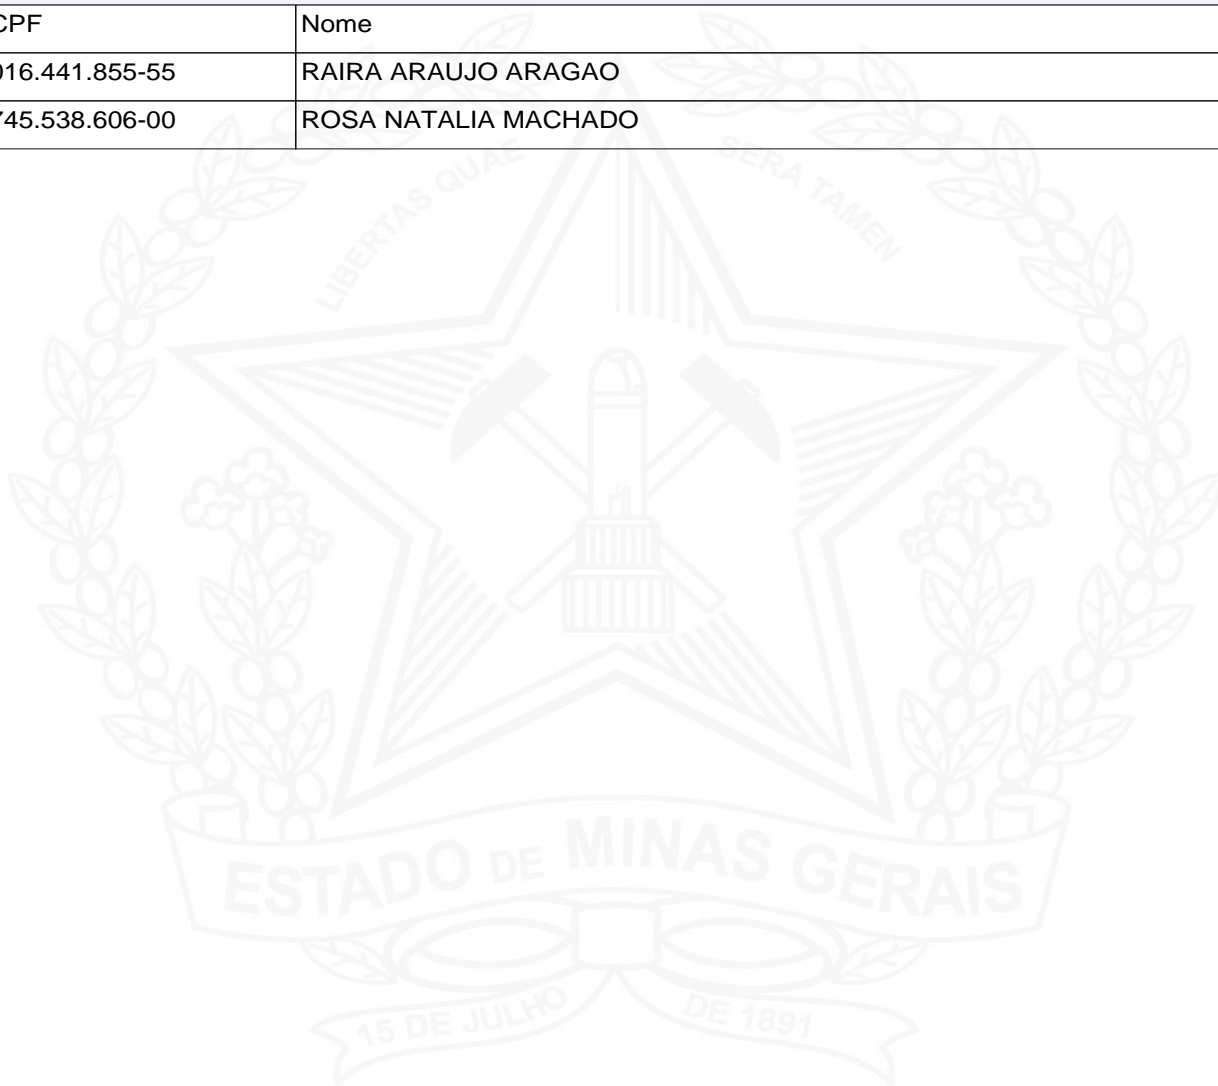 CPF Nome
016.441.855-55 RAIRA ARAUJO ARAGAO
745.538.606-00 ROSA NATALIA MACHADO
LIBERTAS QUAE SERA TAMEN
ESTADO DE MINAS GERAIS
15 DE JULHO DE 1891